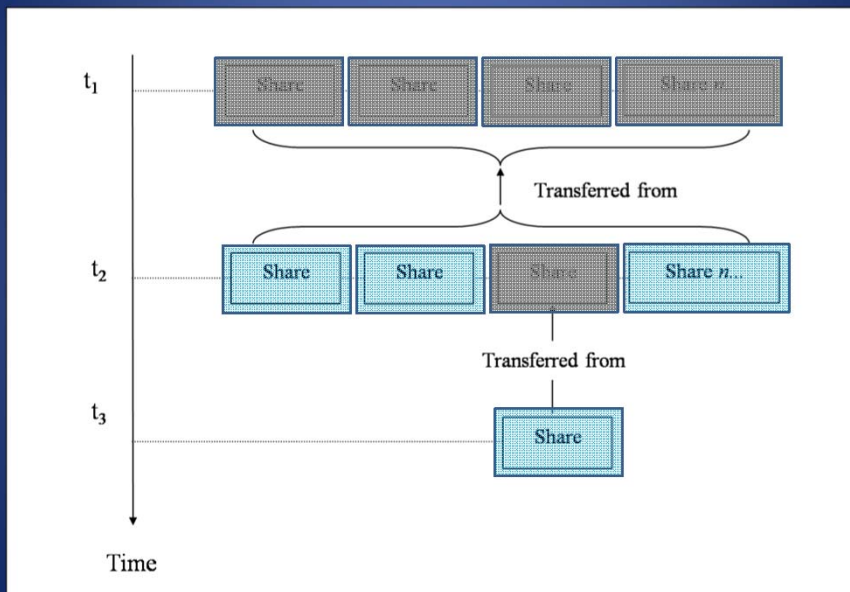 t1
Share Share Share Share n...
Transferred from
t2
Share Share Share Share n...
Transferred from
t3
Share
Time